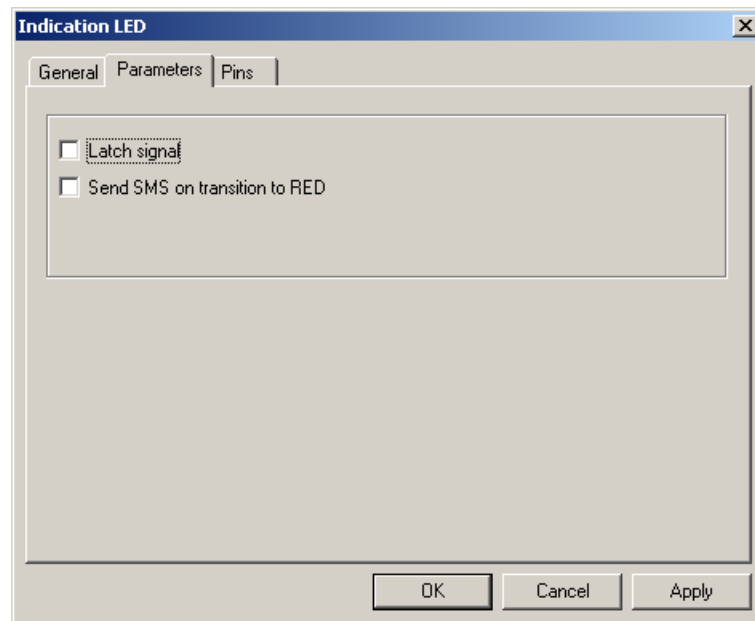 Indication LED
General Parameters Pins
Latch signal
Send SMS on transition to RED
OK Cancel Apply